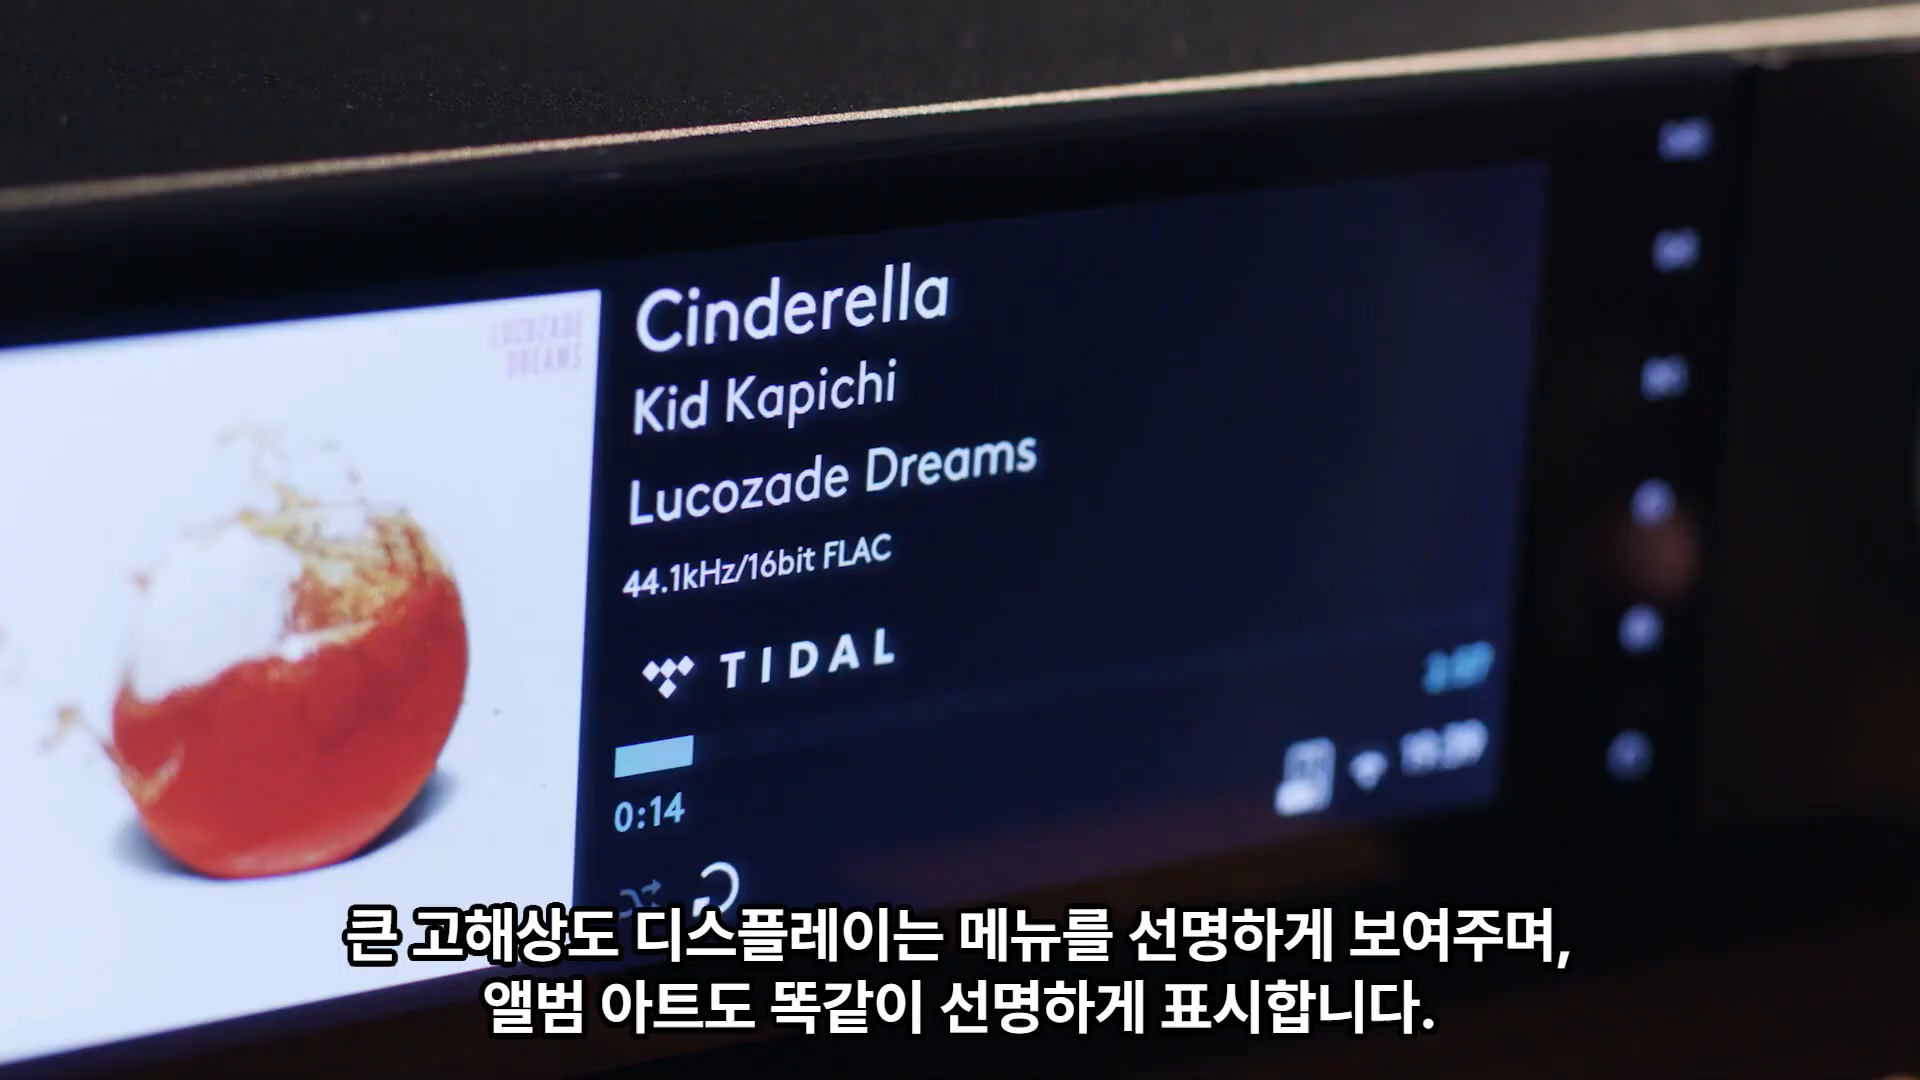 LUCOZADE
DREAMS
Cinderella
Kid Kapichi
Lucozade Dreams
44.1kHz/16bit FLAC
TIDAL
0:14
큰 고해상도 디스플레이는 메뉴를 선명하게 보여주며,
앨범 아트도 똑같이 선명하게 표시합니다.